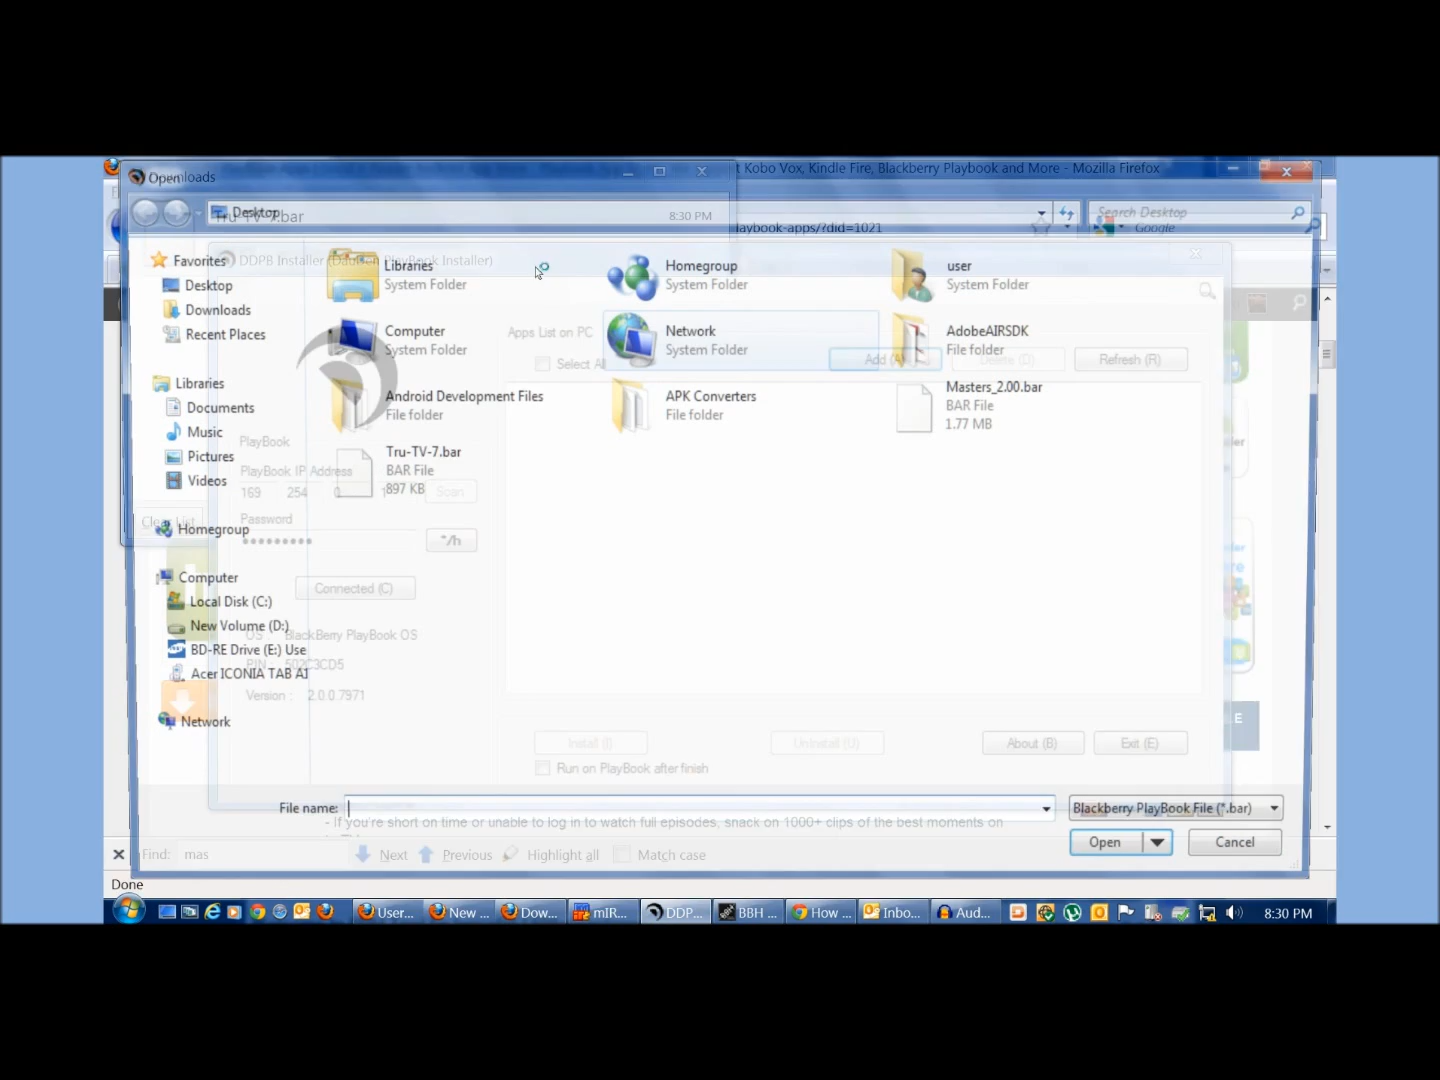 Openloads
t Kobo Vox, Kindle Fire, Blackberry Playbook and More - Mozilla Firefox
Desktop
Tru-TV-7.bar
8:30 PM
Search Desktop
laybook-apps/?did=1021
Google
Favorites
DDPB Installer (Dauden PlayBook Installer)
Desktop
Downloads
Recent Places
Libraries
Documents
Music
Pictures
Videos
Homegroup
Computer
Local Disk (C:)
New Volume (D:)
BD-RE Drive (E:) Use
Acer ICONIA TAB A
Network
Libraries
System Folder
Homegroup
System Folder
user
System Folder
Computer
System Folder
Network
System Folder
AdobeAIRSDK
File folder
Android Development Files
File folder
APK Converters
File folder
Masters_2.00.bar
BAR File
1.77 MB
Tru-TV-7.bar
BAR File
897 KB
Apps List on PC
Select Al
Add (A)
Delete (D)
Refresh (R)
PlayBook
PlayBook IP Address
169 254 0 1
Scan
Password
*/h
Clear List
Connected (C)
OS : BlackBerry PlayBook OS
PIN : 502C3CD5
Version : 2.0.0.7971
Install (I)
Uninstall (U)
About (B)
Exit (E)
Run on PlayBook after finish
File name:
Blackberry PlayBook File (*.bar)
- If you're short on time or unable to log in to watch full episodes, snack on 1000+ clips of the best moments on
Open
Cancel
Find: mas
Next
Previous
Highlight all
Match case
Done
User...
New ...
Dow...
mIR...
DDP...
BBH ...
How ...
Inbo...
Aud...
8:30 PM